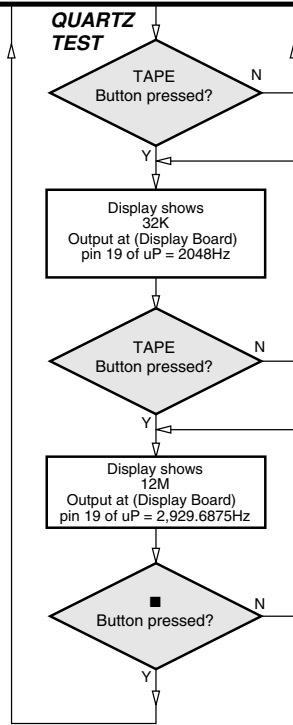 QUARTZ
TEST
TAPE
Button pressed?
N
Y
Display shows
32K
Output at (Display Board)
pin 19 of uP = 2048Hz
TAPE
Button pressed?
N
Y
Display shows
12M
Output at (Display Board)
pin 19 of uP = 2,929.6875Hz
■
Button pressed?
N
Y